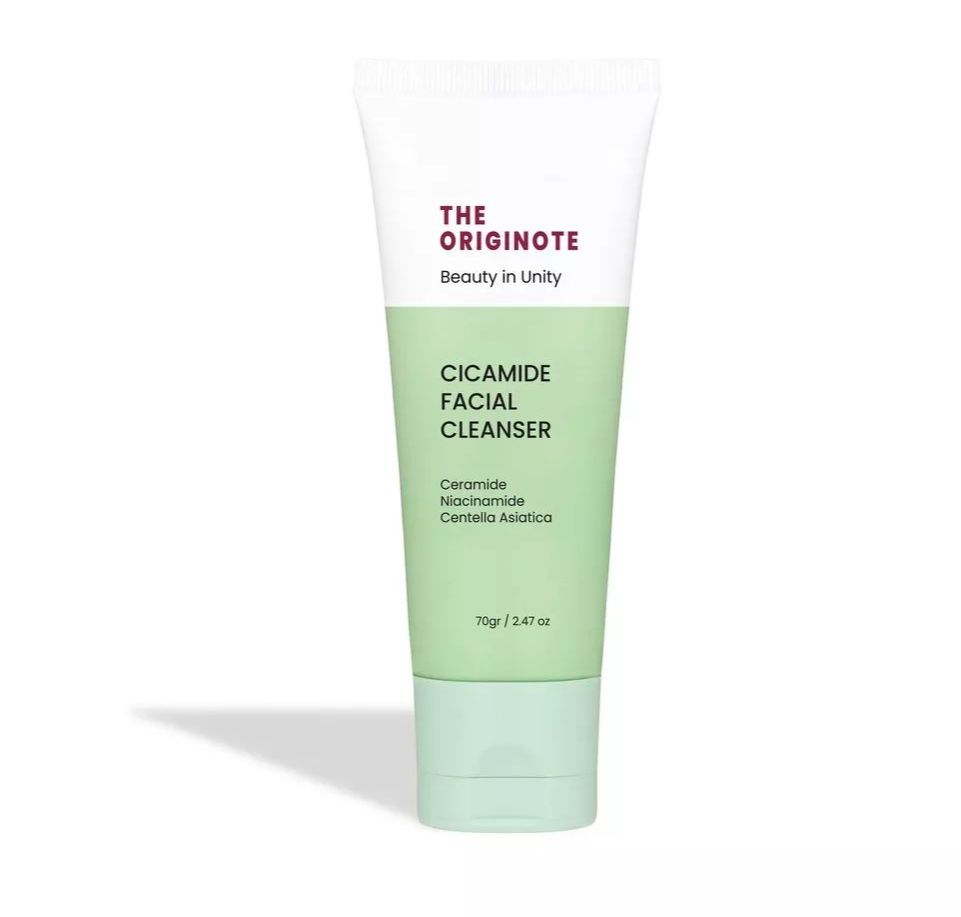 THE
ORIGINOTE
Beauty in Unity
CICAMIDE
FACIAL
CLEANSER
Ceramide
Niacinamide
Centella Asiatica
70gr / 2.47 oz